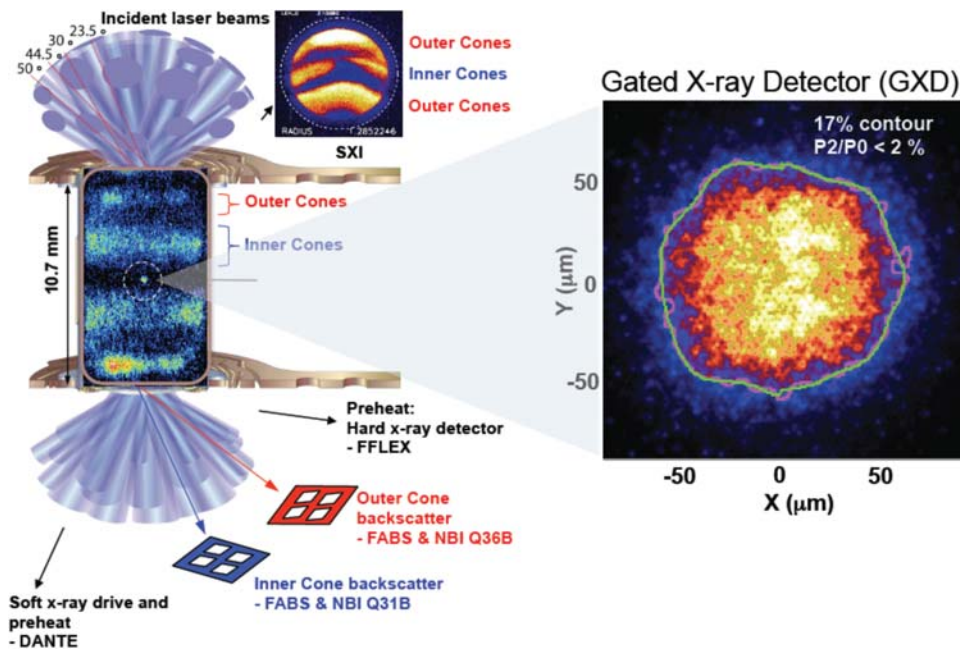 Incident laser beams
23.5
30
44.5
50
SXI
Outer Cones
Inner Cones
Outer Cones
RADIUS
Outer Cones
Inner Cones
10.7 mm
Preheat:
Hard x-ray detector
- FFLEX
Outer Cone
backscatter
- FABS & NBI Q36B
Inner Cone backscatter
- FABS & NBI Q31B
Soft x-ray drive and
preheat
- DANTE
Gated X-ray Detector (GXD)
17% contour
P2/P0 < 2 %
50
0
-50
Y (μm)
-50 0 50
X (μm)